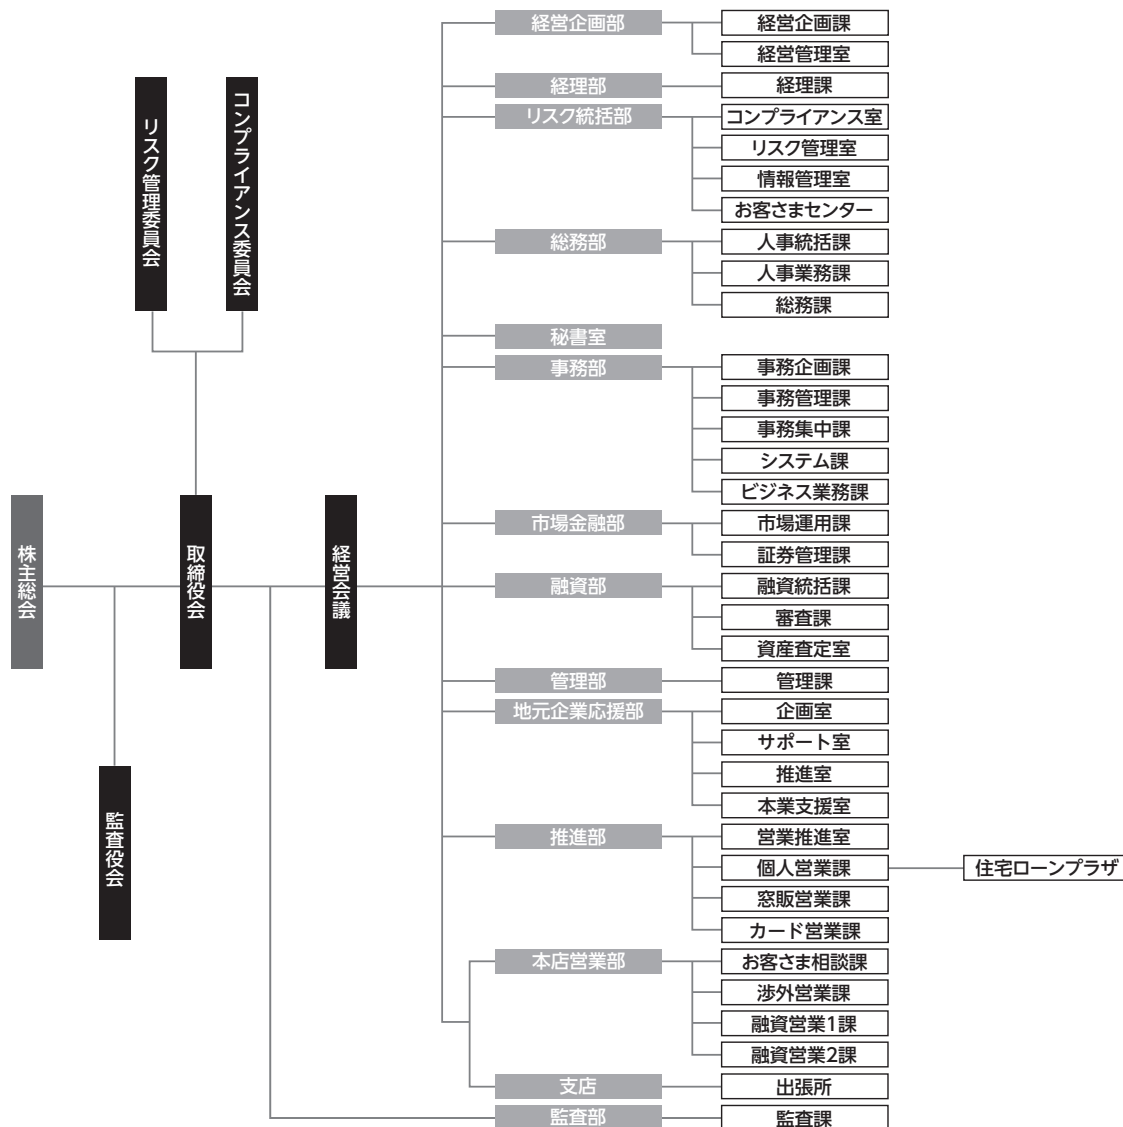 株主総会
監査役会
取締役会
リスク管理委員会
コンプライアンス委員会
経営会議
経営企画部
経営企画課
経営管理室
経理部
経理課
リスク統括部
コンプライアンス室
リスク管理室
情報管理室
お客さまセンター
総務部
人事統括課
人事業務課
総務課
秘書室
事務部
事務企画課
事務管理課
事務集中課
システム課
ビジネス業務課
市場金融部
市場運用課
証券管理課
融資部
融資統括課
審査課
資産査定室
管理部
管理課
地元企業応援部
企画室
サポート室
推進室
本業支援室
推進部
営業推進室
個人営業課
住宅ローンプラザ
窓販営業課
カード営業課
本店営業部
お客さま相談課
渉外営業課
融資営業1課
融資営業2課
支店
出張所
監査部
監査課